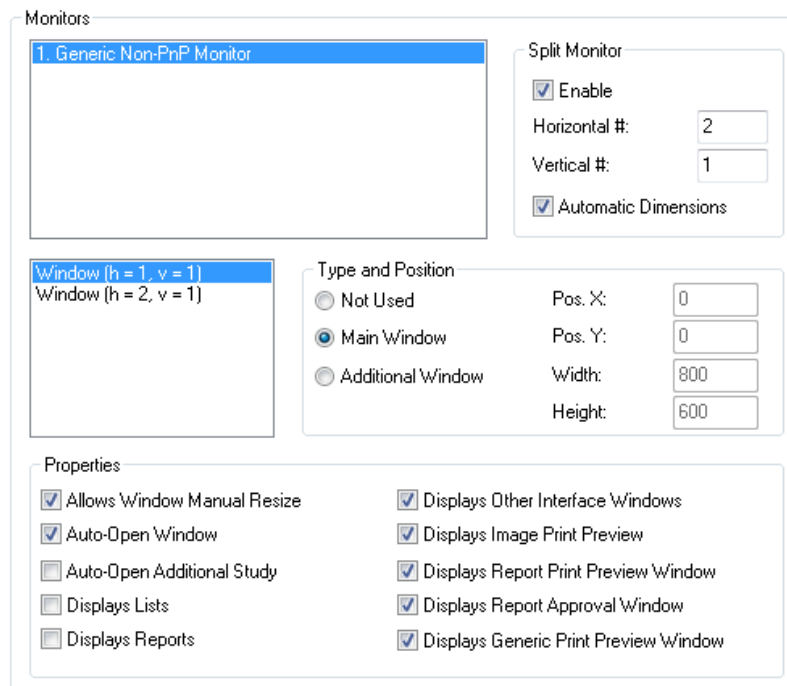 Monitors
1. Generic Non-PnP Monitor
Split Monitor
Enable
Horizontal #: 2
Vertical #: 1
Automatic Dimensions
Window (h = 1, v = 1)
Window (h = 2, v = 1)
Type and Position
Not Used Pos. X: 0
Main Window Pos. Y: 0
Additional Window Width: 800
Height: 600
Properties
Allows Window Manual Resize Displays Other Interface Windows
Auto-Open Window Displays Image Print Preview
Auto-Open Additional Study Displays Report Print Preview Window
Displays Lists Displays Report Approval Window
Displays Reports Displays Generic Print Preview Window